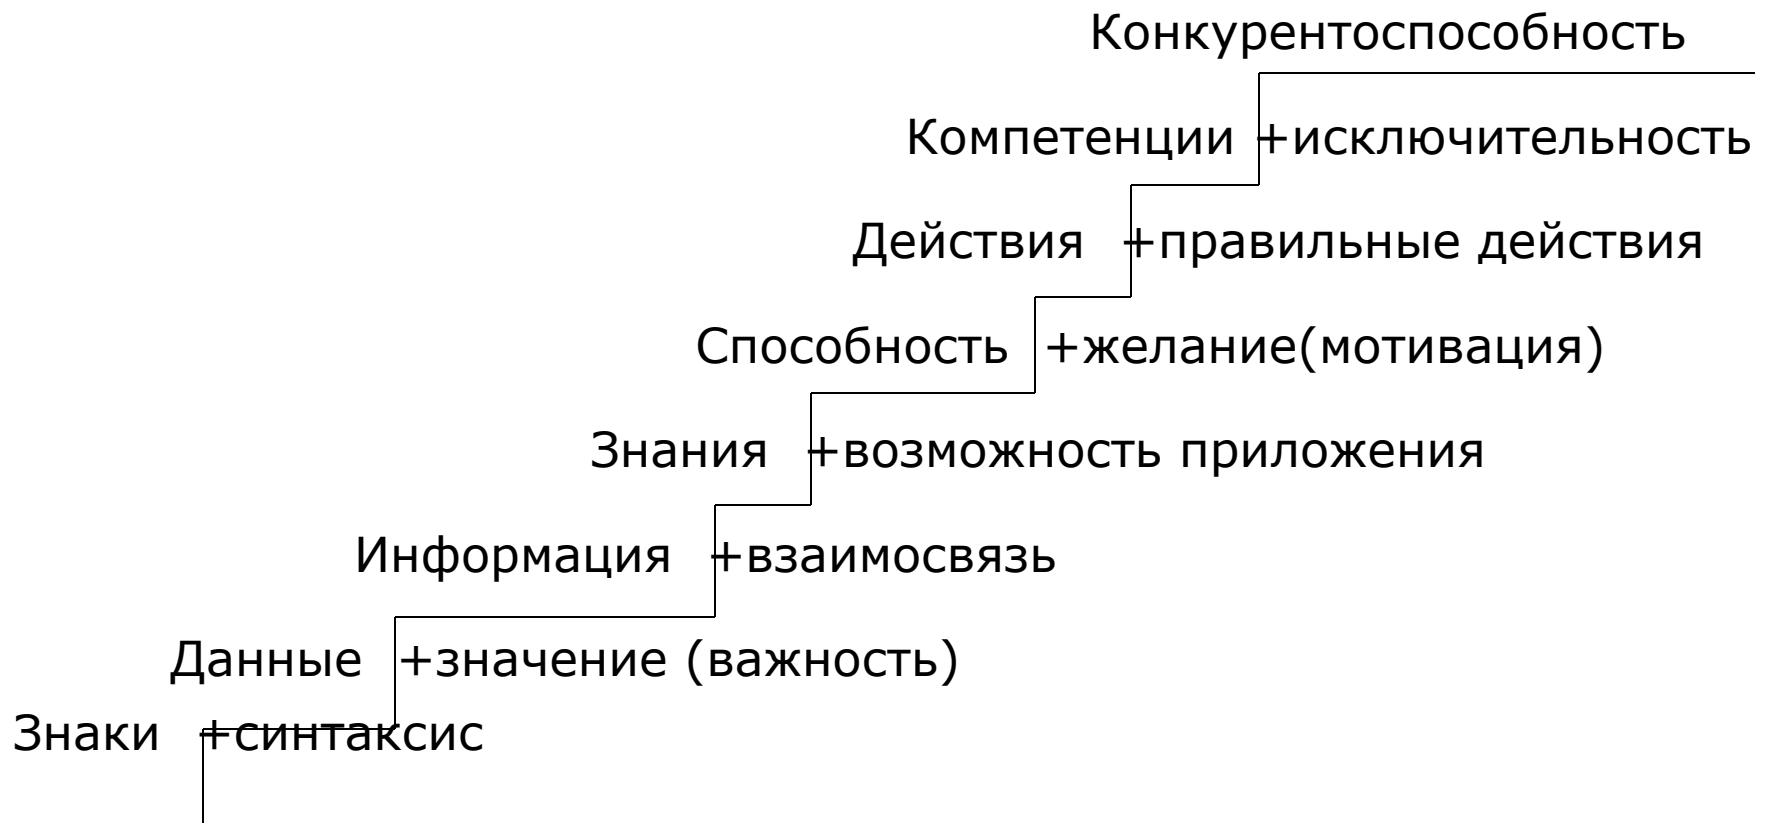 Конкурентоспособность
Компетенции +исключительность
Действия +правильные действия
Способность +желание(мотивация)
Знания +возможность приложения
Информация +взаимосвязь
Данные +значение (важность)
Знаки +синтаксис